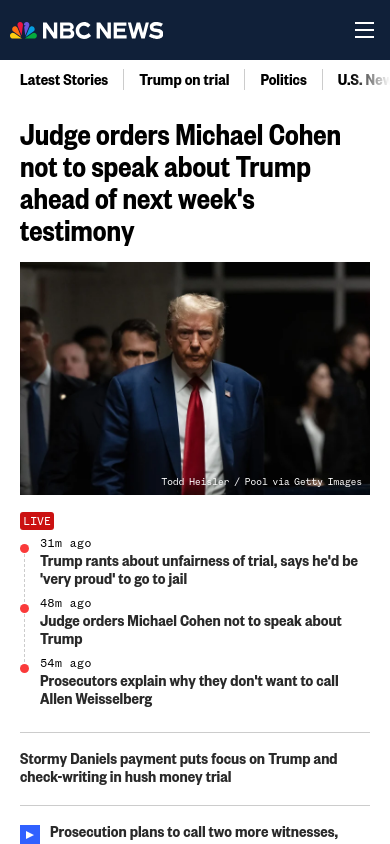 NBC NEWS
Latest Stories
Trump on trial
Politics
U.S. New
Judge orders Michael Cohen
not to speak about Trump
ahead of next week's
testimony
Todd Heisler / Pool via Getty Images
LIVE
31m ago
Trump rants about unfairness of trial, says he'd be
'very proud' to go to jail
48m ago
Judge orders Michael Cohen not to speak about
Trump
54m ago
Prosecutors explain why they don't want to call
Allen Weisselberg
Stormy Daniels payment puts focus on Trump and
check-writing in hush money trial
Prosecution plans to call two more witnesses,